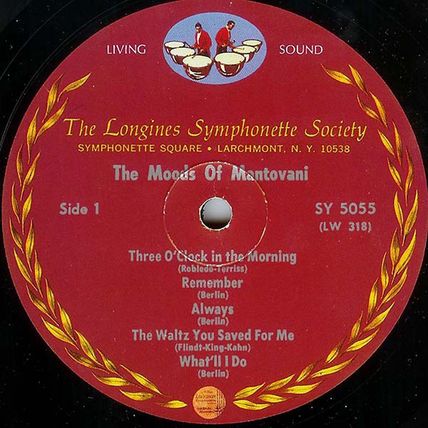 LIVING SOUND
The Longines Symphonette Society
SYMPHONETTE SQUARE • LARCHMONT, N. Y. 10538
The Moods Of Mantovani
Side 1 SY 5055
(LW 318)
Three O'Clock in the Morning
(Robledo-Terriss)
Remember
(Berlin)
Always
(Berlin)
The Waltz You Saved For Me
(Flindt-King-Kahn)
What'll I Do
(Berlin)